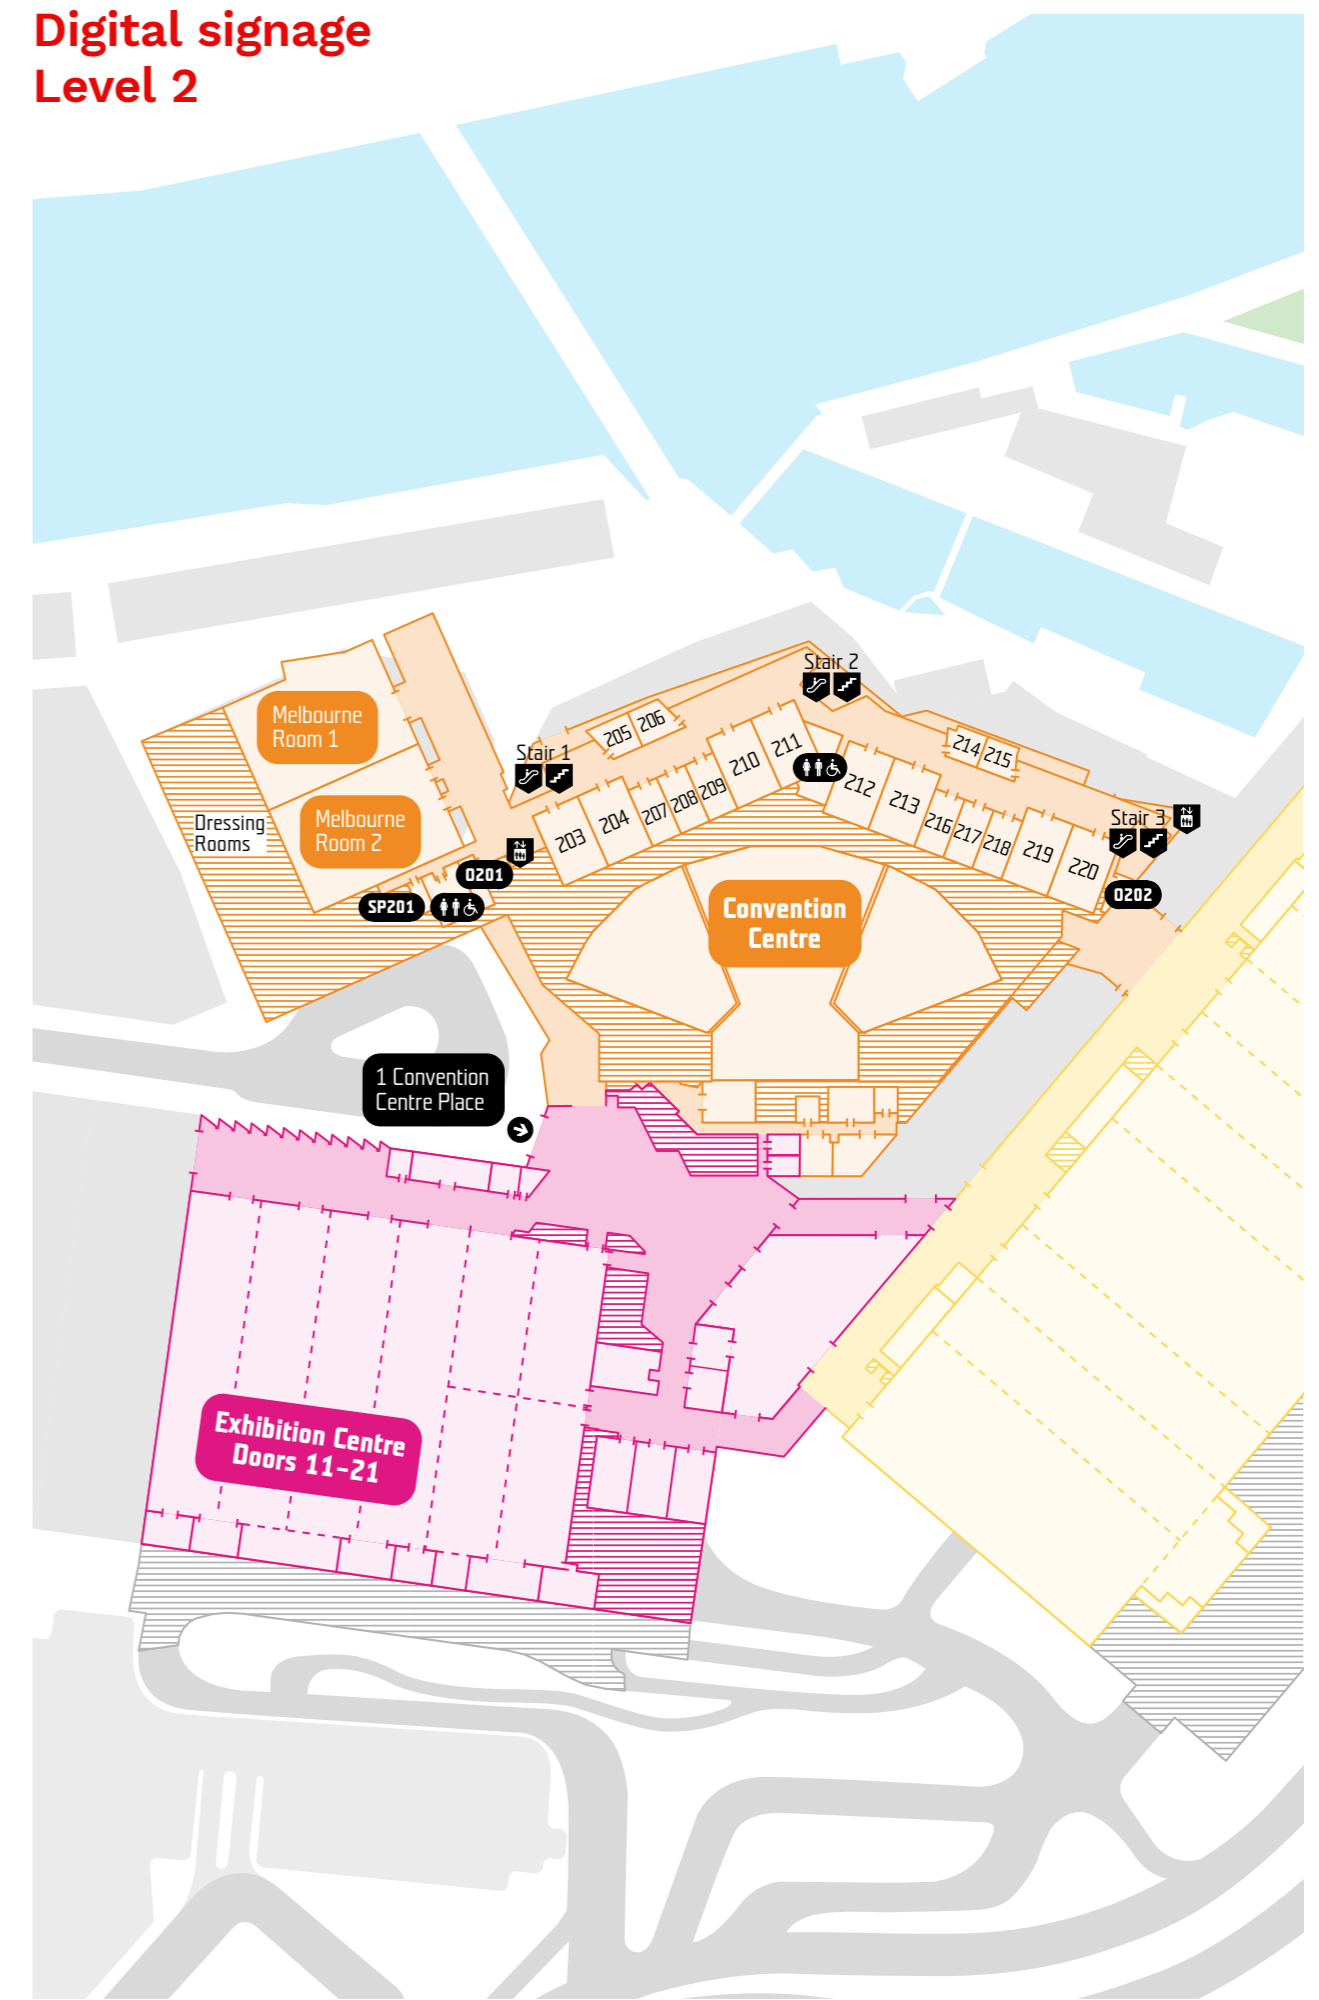 Digital signage
Level 2
Stair 2
Melbourne
Room 1
205
206
Stair 1
211
210
214
215
212
213
209
208
207
204
203
216
217
218
219
220
Stair 3
Melbourne
Room 2
Dressing
Rooms
O201
SP201
O202
Convention
Centre
1 Convention
Centre Place
Exhibition Centre
Doors 11-21